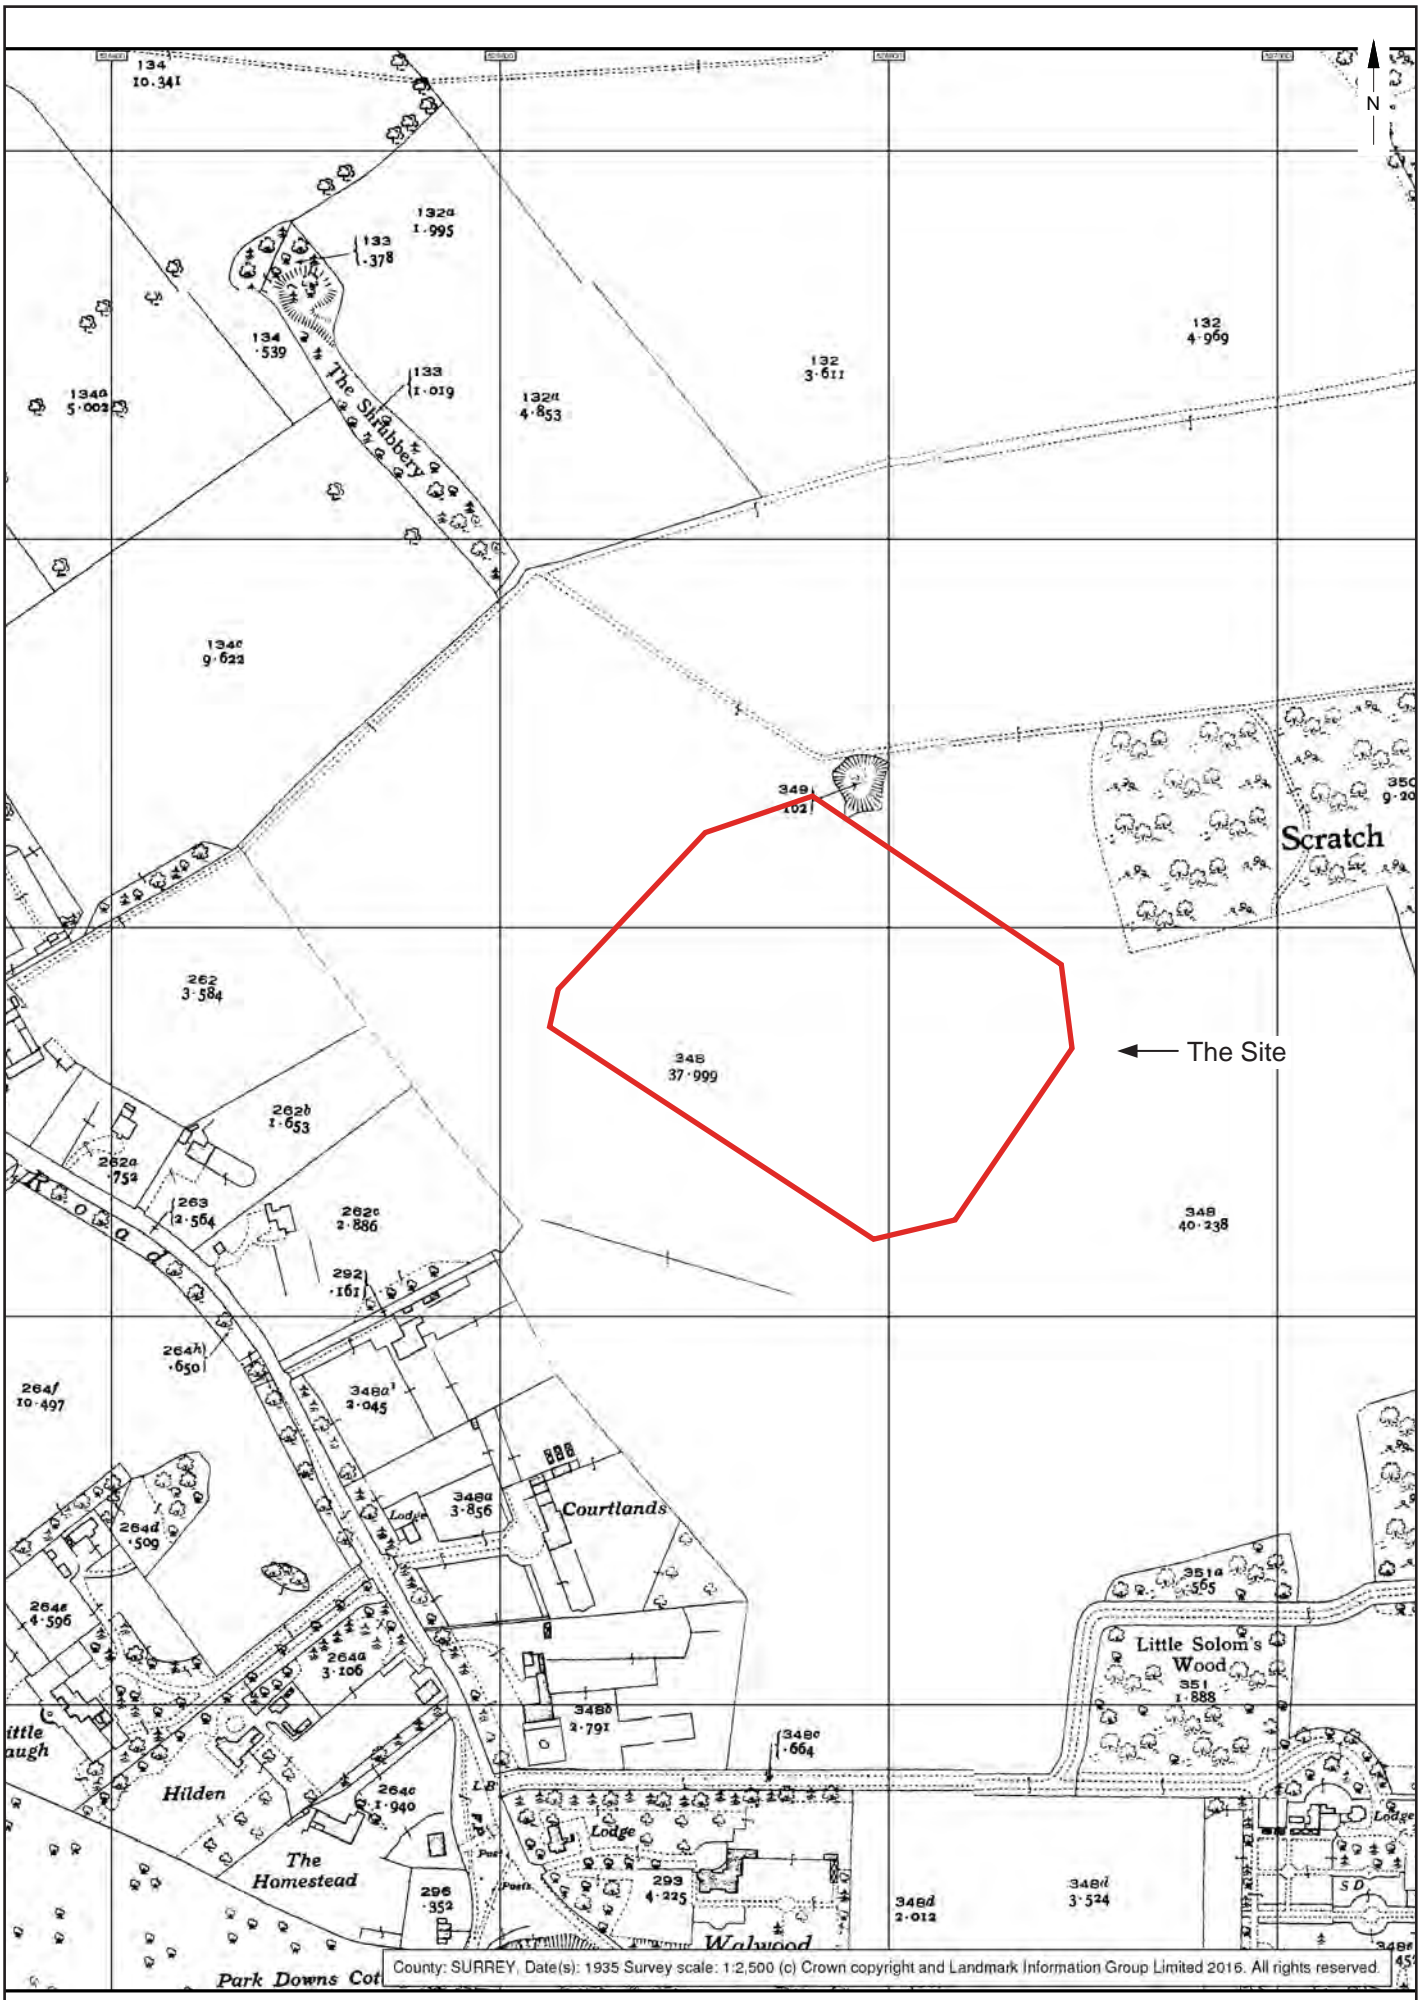 N
134
10.341
132a
1.995
{133
.378
134
.539
The Shrubbery
{133
1.019
134a
5.002
132a
4.853
132
3.611
132
4.969
134c
9.622
349
.102
350
Scratch
262
3.584
348
37.999
The Site
262b
1.653
262a
.752
Road
263
2.564
262c
2.886
348
40.238
292
.161
264h
.650
264f
10.497
348a¹
2.045
Lodge
348a
3.856
Courtlands
264d
.509
264e
4.596
264a
3.106
351a
.565
Little Solom's
Wood
351
1.888
348b
2.791
348c
.664
Hilden
264c
1.940
L B
Lodge
Lodge
The
Homestead
Post
Posts
296
.352
293
4.225
348d
2.012
348d
3.524
S D
Walwood
Park Downs Cot
County: SURREY, Date(s): 1935 Survey scale: 1:2,500 (c) Crown copyright and Landmark Information Group Limited 2016. All rights reserved.